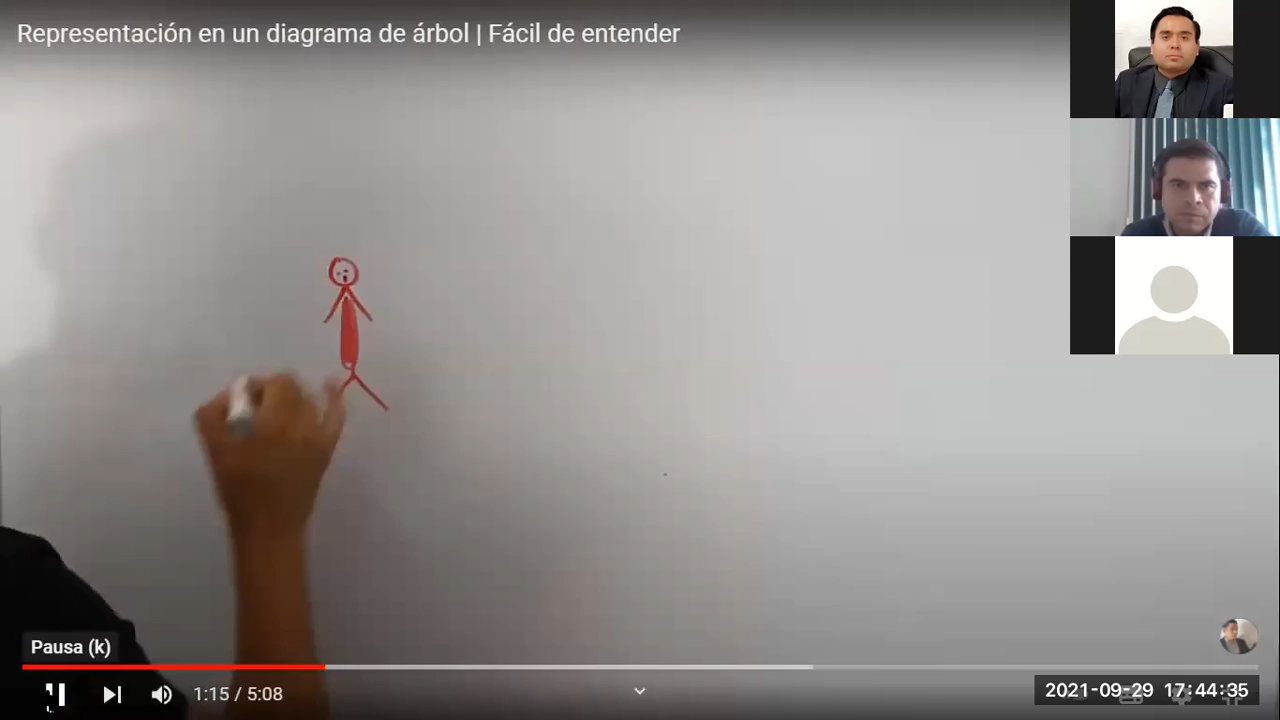 Representación en un diagrama de árbol | Fácil de entender
Pausa (k)
1:15 / 5:08
2021-09-29 17:44:35